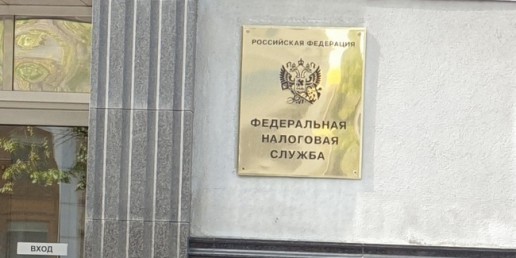 РОССИЙСКАЯ ФЕДЕРАЦИЯ
ФЕДЕРАЛЬНАЯ
НАЛОГОВАЯ
СЛУЖБА
ВХОД